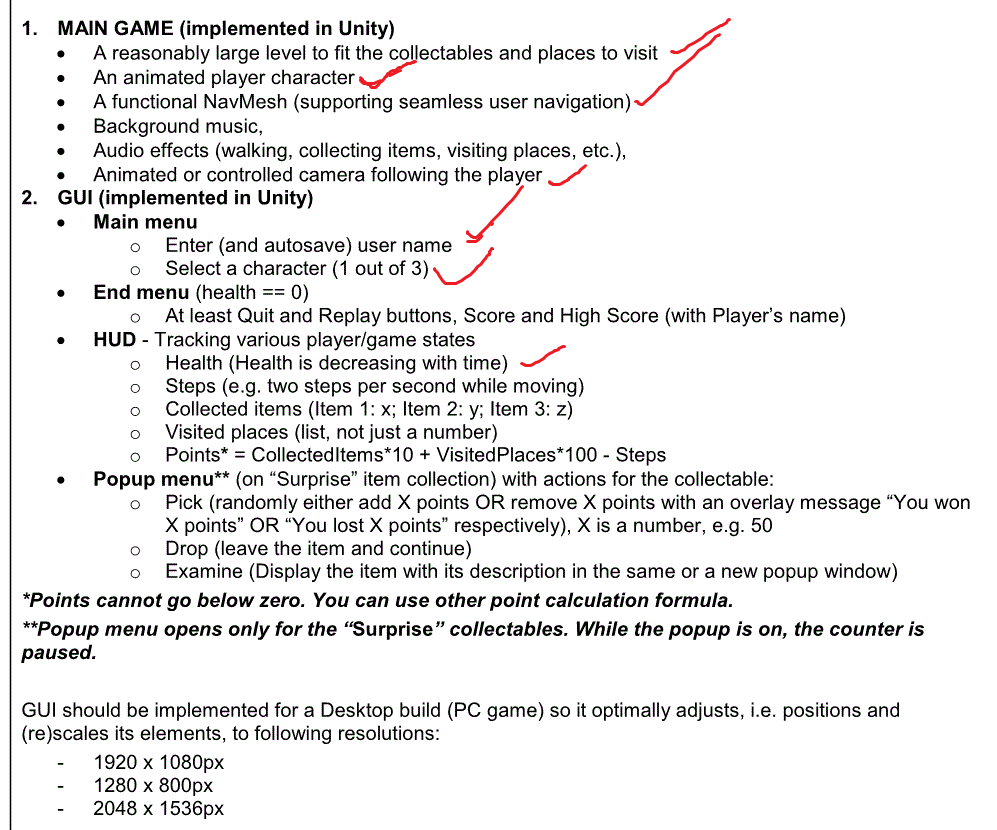 1. MAIN GAME (implemented in Unity)
• A reasonably large level to fit the collectables and places to visit
• An animated player character
• A functional NavMesh (supporting seamless user navigation)
• Background music,
• Audio effects (walking, collecting items, visiting places, etc.),
• Animated or controlled camera following the player
2. GUI (implemented in Unity)
• Main menu
o Enter (and autosave) user name
o Select a character (1 out of 3)
• End menu (health == 0)
o At least Quit and Replay buttons, Score and High Score (with Player's name)
• HUD - Tracking various player/game states
o Health (Health is decreasing with time)
o Steps (e.g. two steps per second while moving)
o Collected items (Item 1: x; Item 2: y; Item 3: z)
o Visited places (list, not just a number)
o Points* = CollectedItems*10 + VisitedPlaces*100 - Steps
• Popup menu** (on “Surprise” item collection) with actions for the collectable:
o Pick (randomly either add X points OR remove X points with an overlay message “You won
X points” OR “You lost X points” respectively), X is a number, e.g. 50
o Drop (leave the item and continue)
o Examine (Display the item with its description in the same or a new popup window)
*Points cannot go below zero. You can use other point calculation formula.
**Popup menu opens only for the “Surprise” collectables. While the popup is on, the counter is
paused.
GUI should be implemented for a Desktop build (PC game) so it optimally adjusts, i.e. positions and
(re)scales its elements, to following resolutions:
- 1920 x 1080px
- 1280 x 800px
- 2048 x 1536px